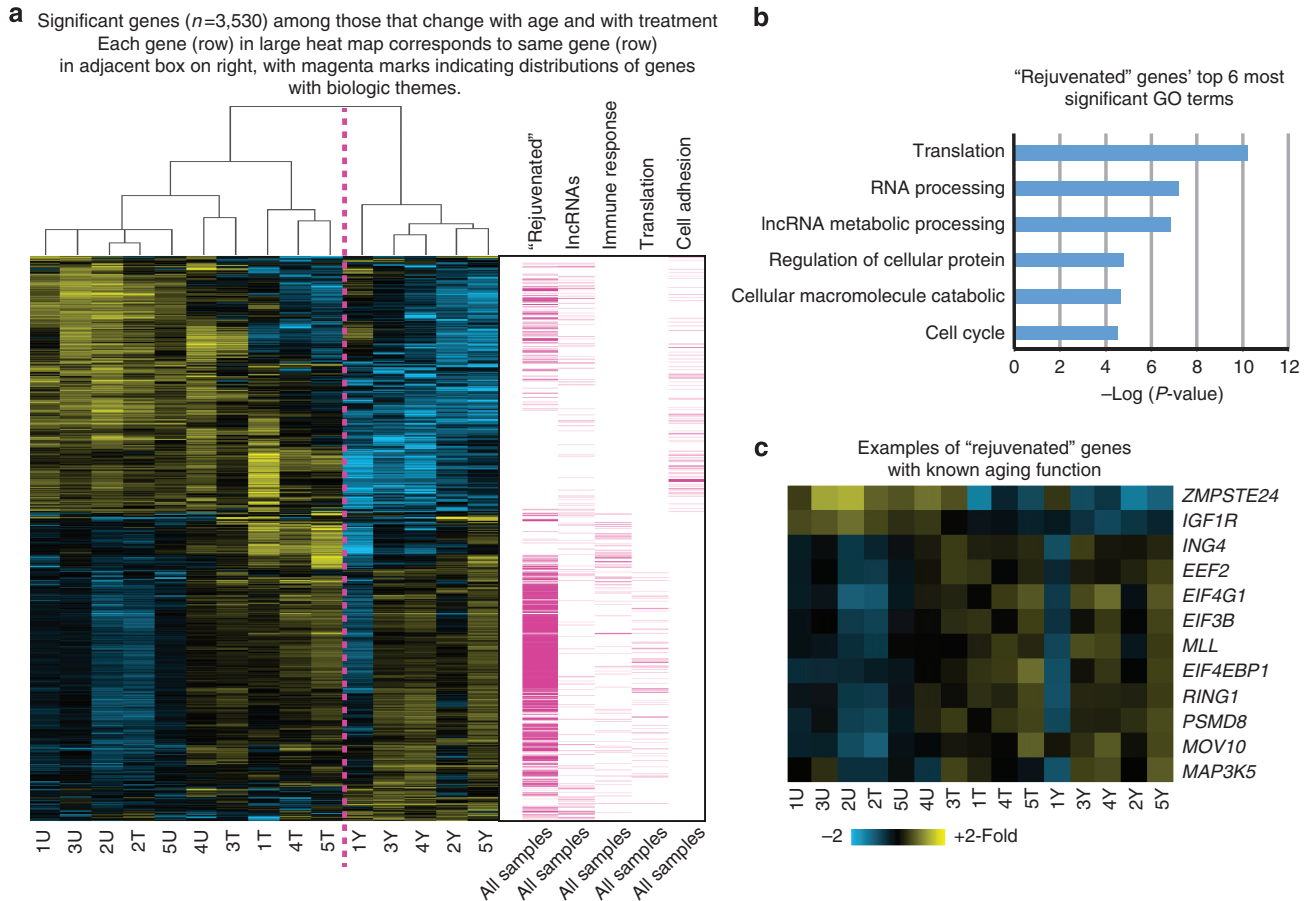 a
Significant genes (n=3,530) among those that change with age and with treatment
Each gene (row) in large heat map corresponds to same gene (row)
in adjacent box on right, with magenta marks indicating distributions of genes
with biologic themes.
"Rejuvenated"
lncRNAs
Immune response
Translation
Cell adhesion
1U
3U
2U
2T
5U
4U
3T
1T
4T
5T
1Y
3Y
4Y
2Y
5Y
All samples
All samples
All samples
All samples
All samples
b
"Rejuvenated" genes' top 6 most
significant GO terms
Translation
RNA processing
lncRNA metabolic processing
Regulation of cellular protein
Cellular macromolecule catabolic
Cell cycle
0 2 4 6 8 10 12
–Log (P-value)
c
Examples of "rejuvenated" genes
with known aging function
ZMPSTE24
IGF1R
ING4
EEF2
EIF4G1
EIF3B
MLL
EIF4EBP1
RING1
PSMD8
MOV10
MAP3K5
1U
3U
2U
2T
5U
4U
3T
1T
4T
5T
1Y
3Y
4Y
2Y
5Y
–2 +2-Fold